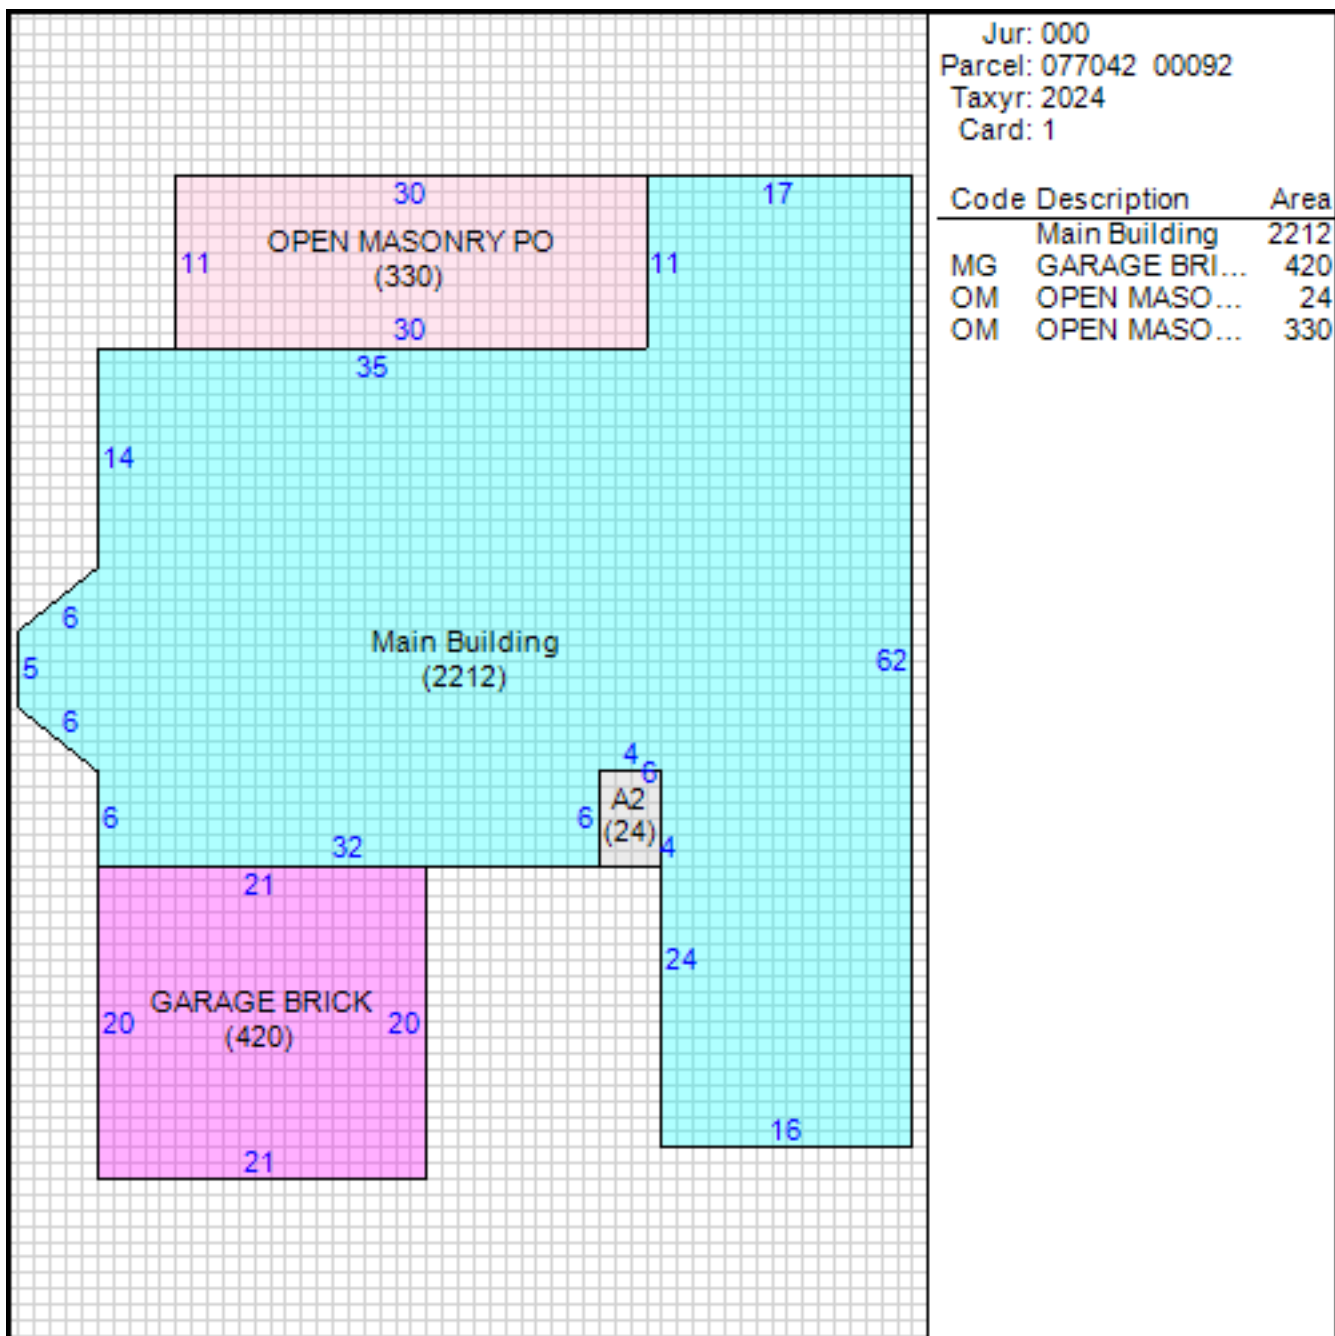 Jur: 000
Parcel: 077042 00092
Taxyr: 2024
Card: 1
Code Description Area
Main Building 2212
MG GARAGE BRI... 420
OM OPEN MASO... 24
OM OPEN MASO... 330
30 17
OPEN MASONRY PO
11 11
(330)
30
35
14
6
Main Building
5 62
(2212)
6
4
6
A2
6 6
(24)
32 4
21
24
GARAGE BRICK
20 20
(420)
16
21